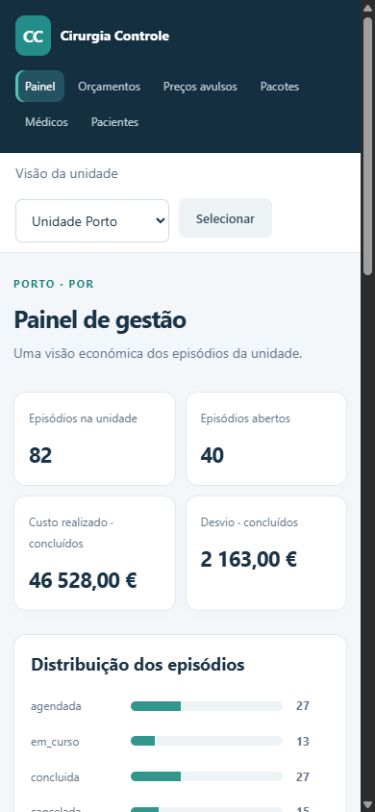 CC Cirurgia Controle
Painel Orçamentos Preços avulsos Pacotes
Médicos Pacientes
Visão da unidade
Unidade Porto Selecionar
PORTO · POR
Painel de gestão
Uma visão económica dos episódios da unidade.
Episódios na unidade
82
Episódios abertos
40
Custo realizado ·
concluídos
46 528,00 €
Desvio · concluídos
2 163,00 €
Distribuição dos episódios
agendada 27
em_curso 13
concluida 27
cancelada 15